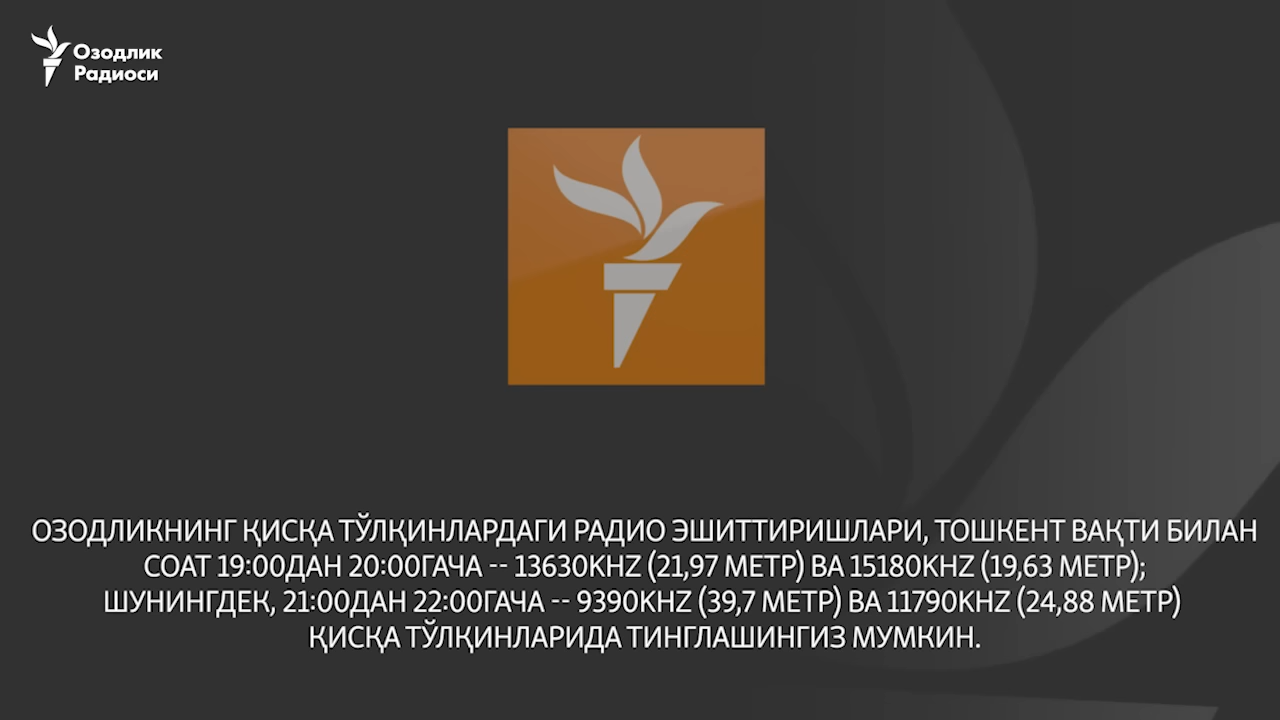 Озодлик
Радиоси
ОЗОДЛИКНИНГ ҚИСҚА ТЎЛҚИНЛАРДАГИ РАДИО ЭШИТТИРИШЛАРИ, ТОШКЕНТ ВАҚТИ БИЛАН
СОАТ 19:00ДАН 20:00ГАЧА -- 13630KHZ (21,97 МЕТР) ВА 15180KHZ (19,63 МЕТР);
ШУНИНГДЕК, 21:00ДАН 22:00ГАЧА -- 9390KHZ (39,7 МЕТР) ВА 11790KHZ (24,88 МЕТР)
ҚИСҚА ТЎЛҚИНЛАРИДА ТИНГЛАШИНГИЗ МУМКИН.